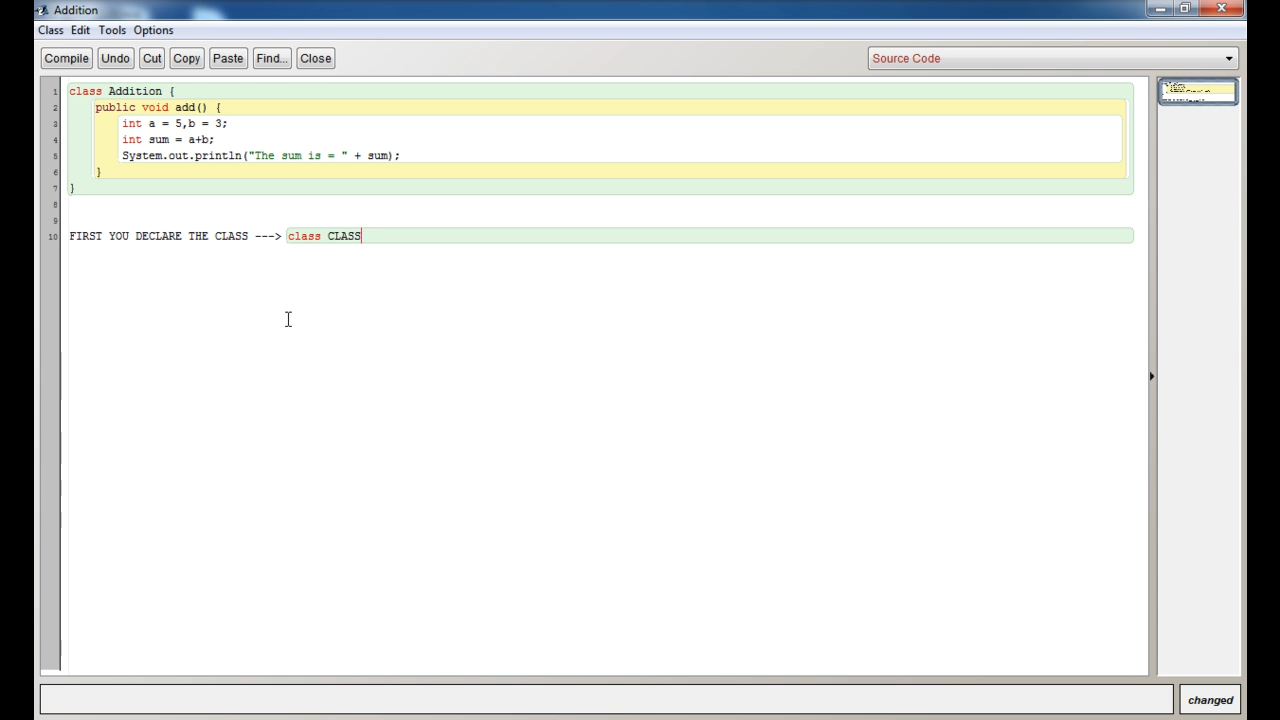 Addition
Class Edit Tools Options
Compile Undo Cut Copy Paste Find... Close Source Code
1 class Addition {
2 public void add() {
3 int a = 5,b = 3;
4 int sum = a+b;
5 System.out.println("The sum is = " + sum);
6 }
7 }
8
9
10 FIRST YOU DECLARE THE CLASS ---> class CLASS
changed